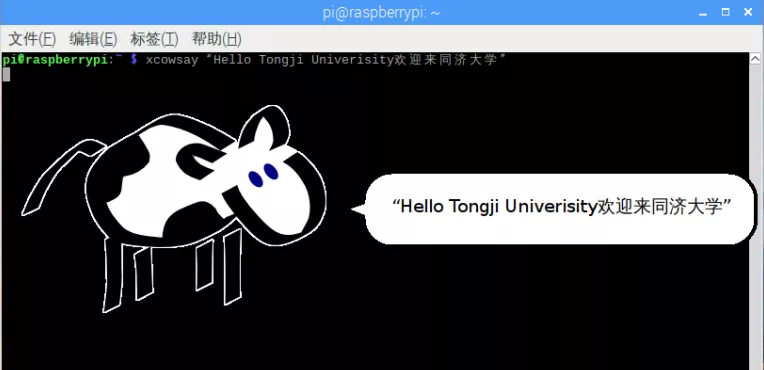 pi@raspberrypi: ~
文件(F) 编辑(E) 标签(T) 帮助(H)
pi@raspberrypi:~ $ xcowsay “Hello Tongji Univerisity欢迎来同济大学”
“Hello Tongji Univerisity欢迎来同济大学”